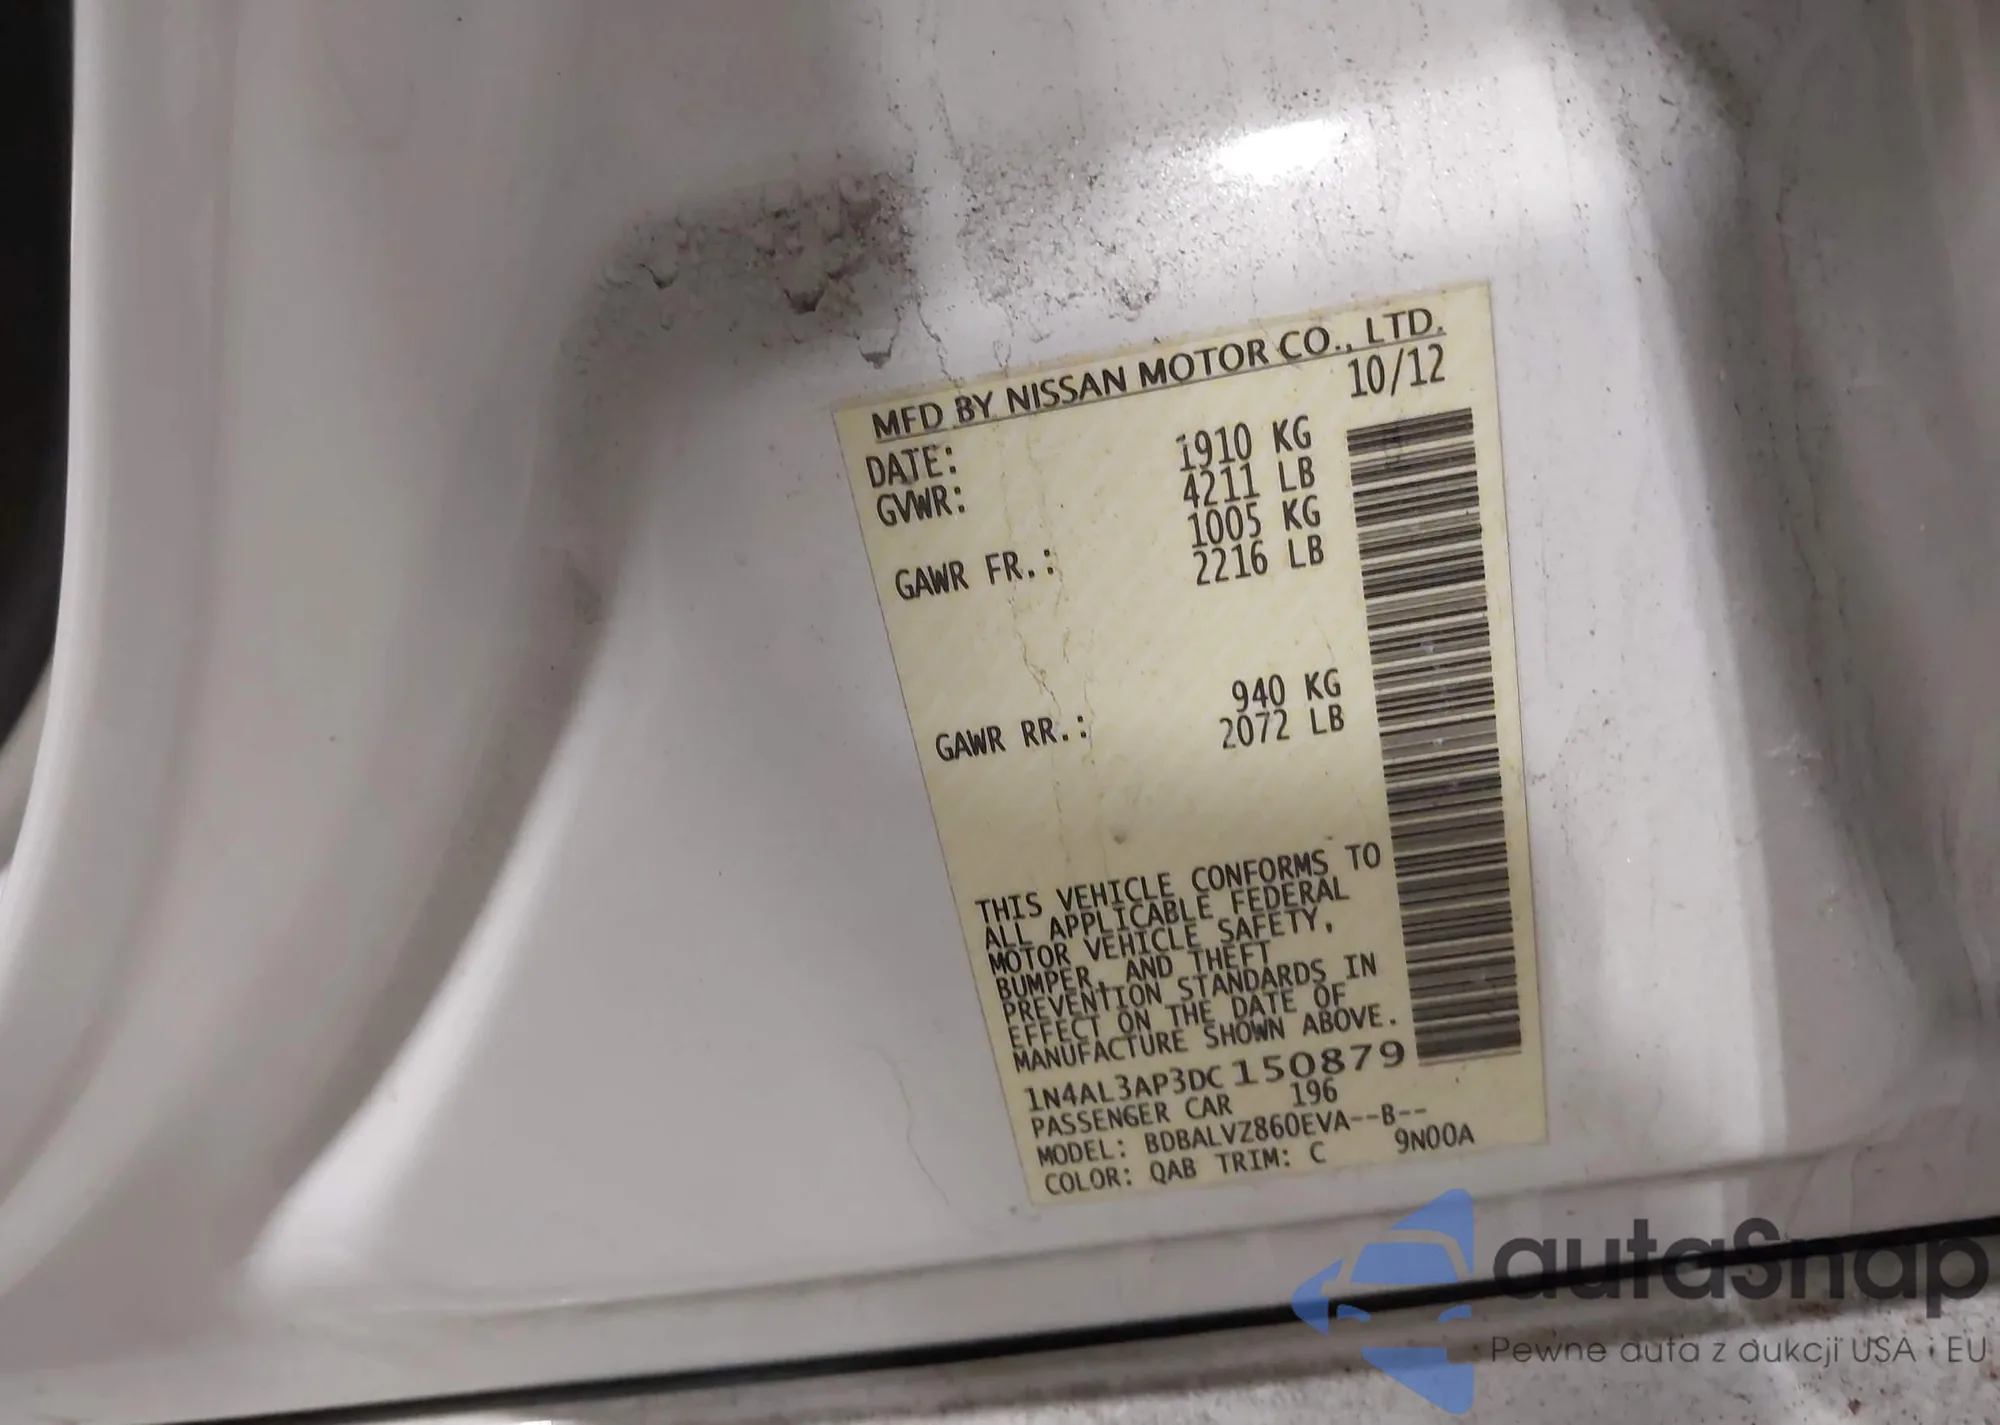 MFD BY NISSAN MOTOR CO., LTD.
DATE: 10/12
GVWR: 1910 KG
4211 LB
GAWR FR.: 1005 KG
2216 LB
GAWR RR.: 940 KG
2072 LB
THIS VEHICLE CONFORMS TO
ALL APPLICABLE FEDERAL
MOTOR VEHICLE SAFETY,
BUMPER, AND THEFT
PREVENTION STANDARDS IN
EFFECT ON THE DATE OF
MANUFACTURE SHOWN ABOVE.
1N4AL3AP3DC150879
PASSENGER CAR 196
MODEL: BDBALVZ860EVA--B--
COLOR: QAB TRIM: C 9N00A
autaSnap
Pewne auta z aukcji USA i EU